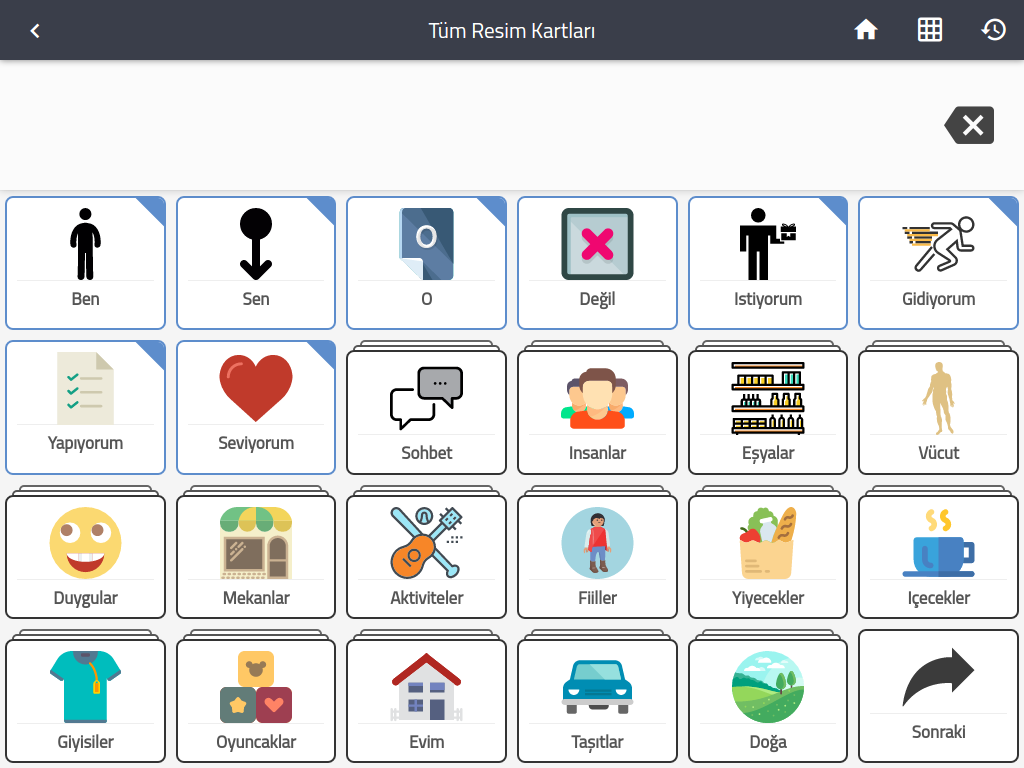 Tüm Resim Kartları
Ben
Sen
O
O
Değil
Istiyorum
Gidiyorum
Yapıyorum
Seviyorum
Sohbet
Insanlar
Eşyalar
Vücut
Duygular
Mekanlar
Aktiviteler
Fiiller
Yiyecekler
Içecekler
Giyisiler
Oyuncaklar
Evim
Taşıtlar
Doğa
Sonraki